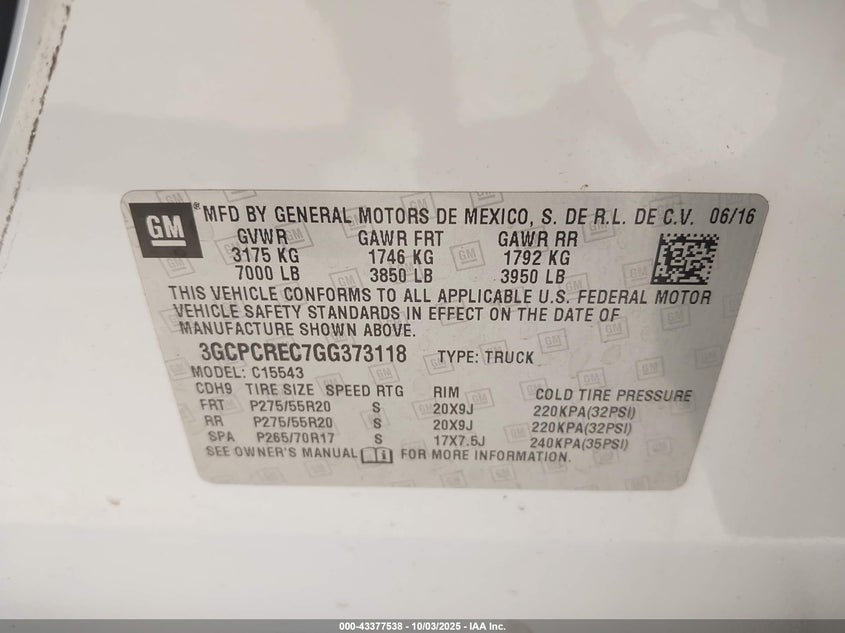 GM ® MFD BY GENERAL MOTORS DE MEXICO, S. DE R.L. DE C.V. 06/16
GVWR GAWR FRT GAWR RR
3175 KG 1746 KG 1792 KG
7000 LB 3850 LB 3950 LB
THIS VEHICLE CONFORMS TO ALL APPLICABLE U.S. FEDERAL MOTOR
VEHICLE SAFETY STANDARDS IN EFFECT ON THE DATE OF
MANUFACTURE SHOWN ABOVE.
3GCPCREC7GG373118 TYPE: TRUCK
MODEL: C15543
CDH9 TIRE SIZE SPEED RTG RIM COLD TIRE PRESSURE
FRT P275/55R20 S 20X9J 220KPA(32PSI)
RR P275/55R20 S 20X9J 220KPA(32PSI)
SPA P265/70R17 S 17X7.5J 240KPA(35PSI)
SEE OWNER'S MANUAL FOR MORE INFORMATION.
000-43377538 - 10/03/2025 - IAA Inc.